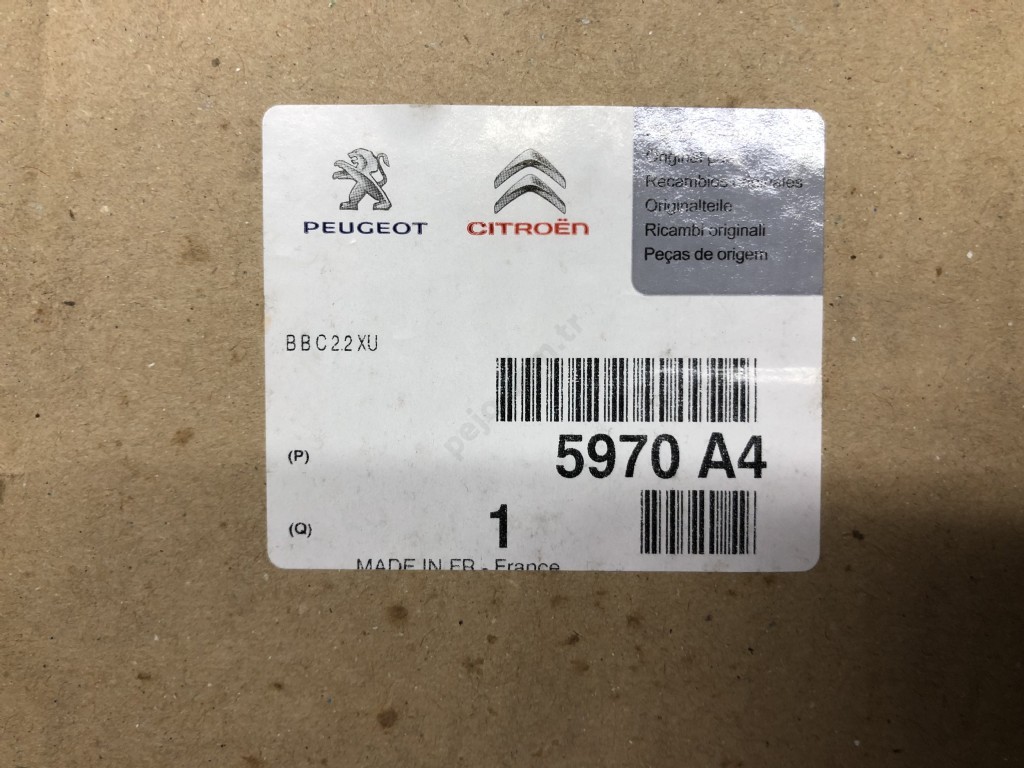 PEUGEOT
CITROËN
Recambios originales
Originalteile
Ricambi originali
Peças de origem
BBC22XU
(P)
5970 A4
(Q)
1
MADE IN FR - France